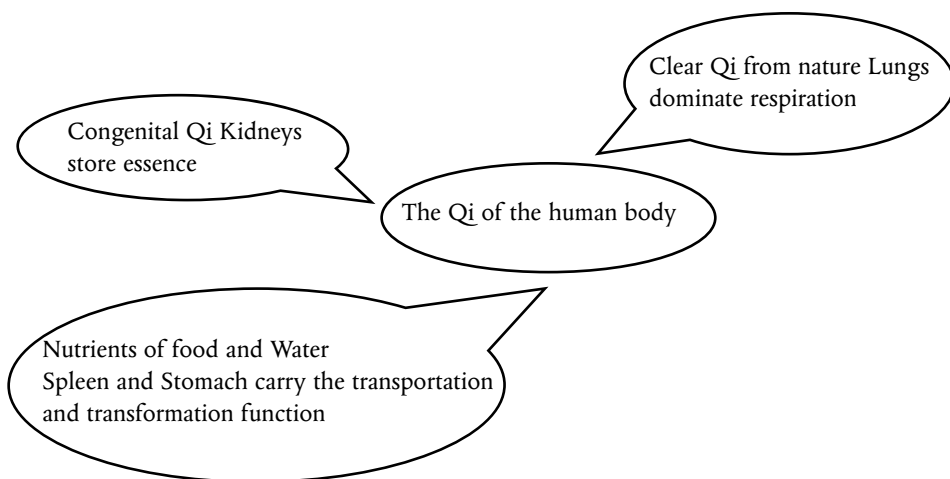 Clear Qi from nature Lungs
dominate respiration
Congenital Qi Kidneys
store essence
The Qi of the human body
Nutrients of food and Water
Spleen and Stomach carry the transportation
and transformation function